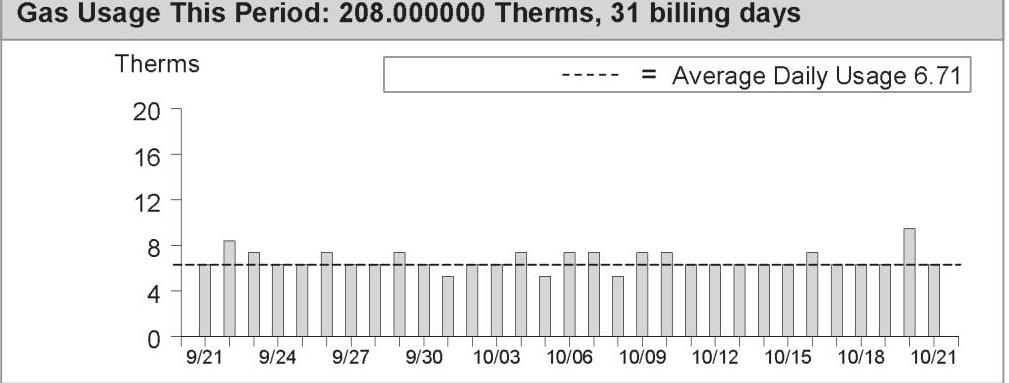 Gas Usage This Period: 208.000000 Therms, 31 billing days
Therms
----- = Average Daily Usage 6.71
20
16
12
8
4
0
9/21 9/24 9/27 9/30 10/03 10/06 10/09 10/12 10/15 10/18 10/21